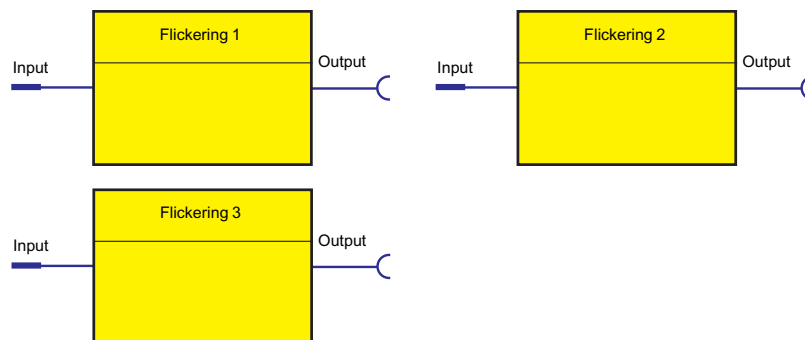 Flickering 1
Input
Output
Flickering 2
Input
Output
Flickering 3
Input
Output